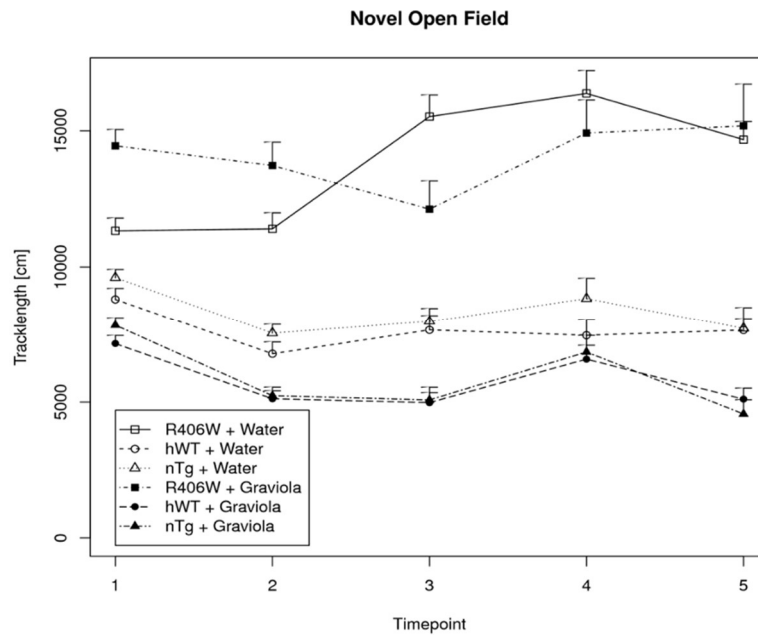 Novel Open Field
Tracklength [cm]
15000
10000
5000
0
R406W + Water
hWT + Water
nTg + Water
R406W + Graviola
hWT + Graviola
nTg + Graviola
1 2 3 4 5
Timepoint